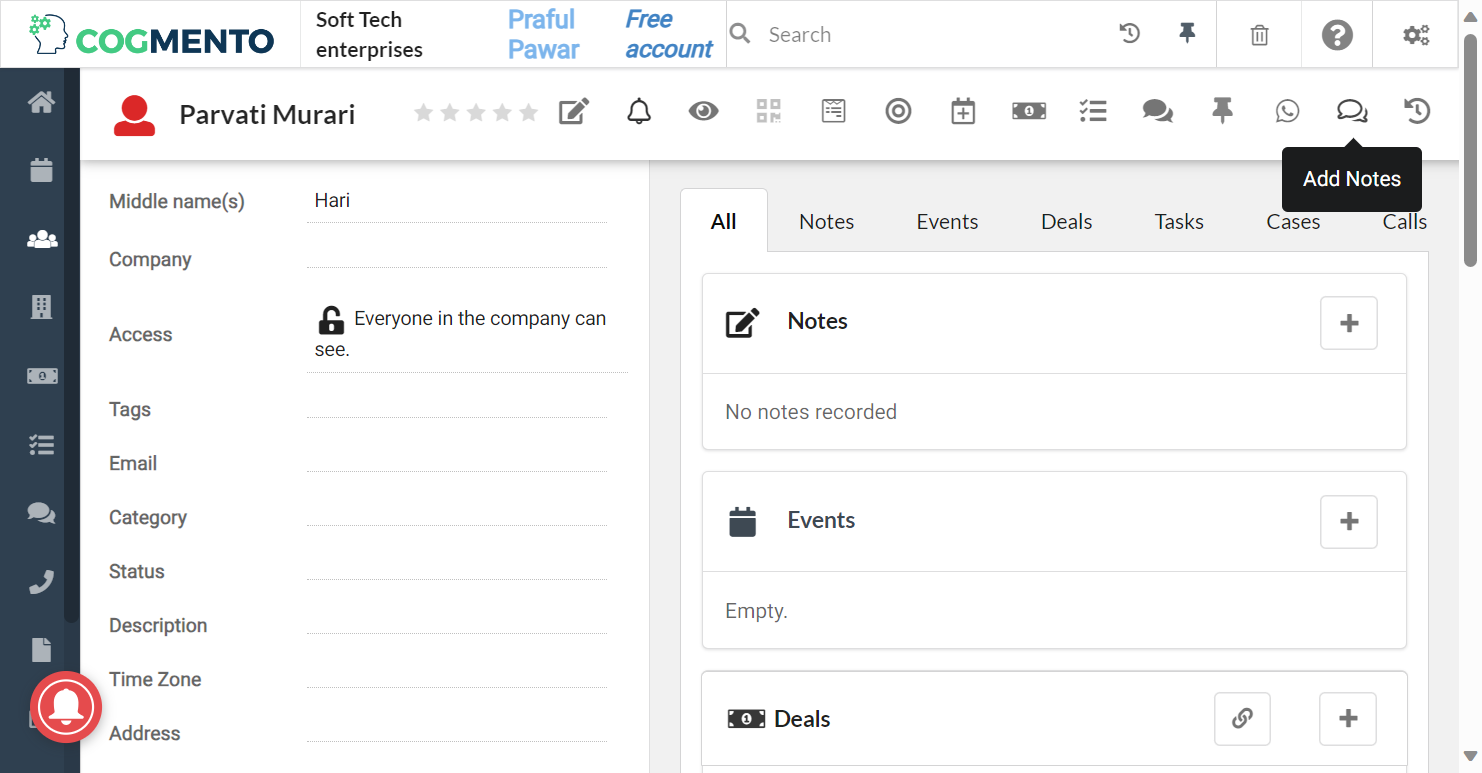 COGMENTO
Soft Tech
enterprises
Praful
Pawar
Free
account
Search
Parvati Murari
Add Notes
Middle name(s)
Hari
Company
Access
Everyone in the company can
see.
Tags
Email
Category
Status
Description
Time Zone
Address
All
Notes
Events
Deals
Tasks
Cases
Calls
Notes
No notes recorded
Events
Empty.
Deals